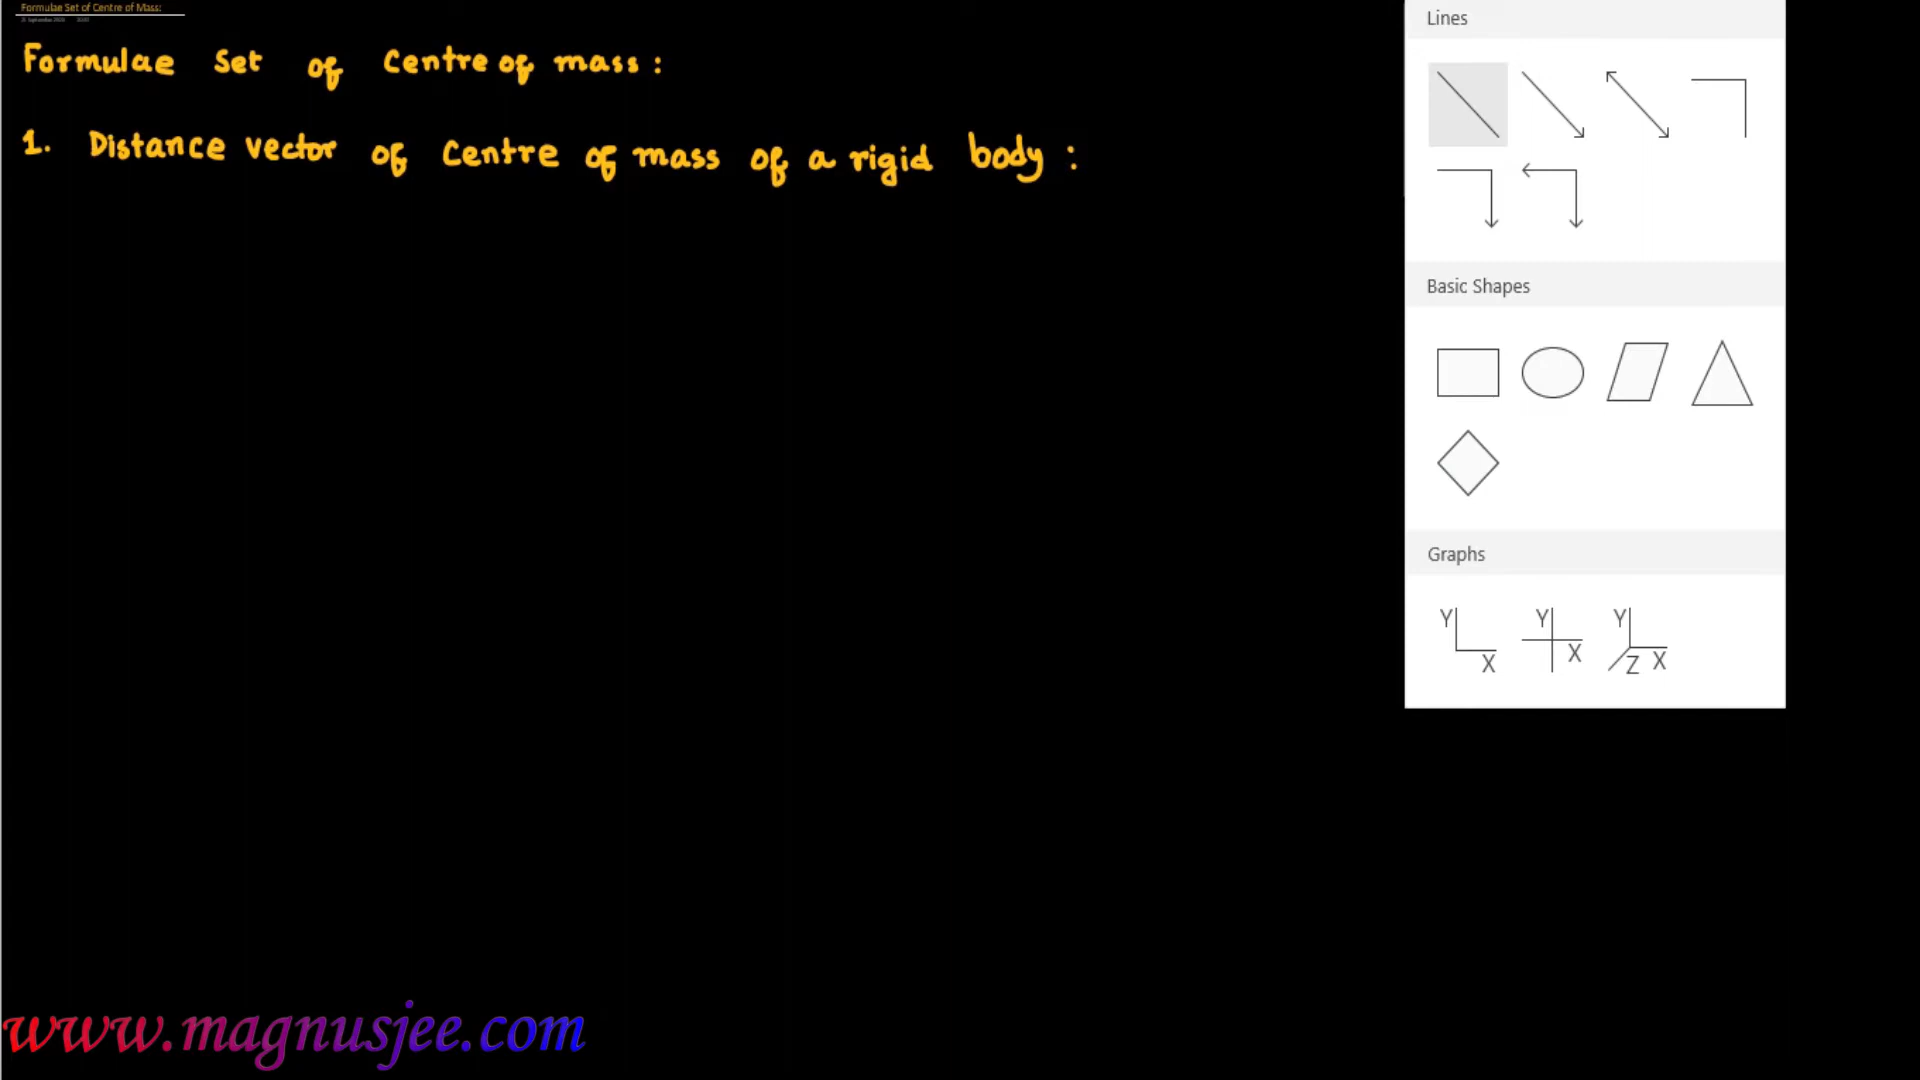 Formulae Set of Centre of Mass:
Formulae Set of Centre of mass :
1. Distance vector of Centre of mass of a rigid body :
Lines
Basic Shapes
Graphs
Y X
Y X
Y Z X
www.magnusjee.com